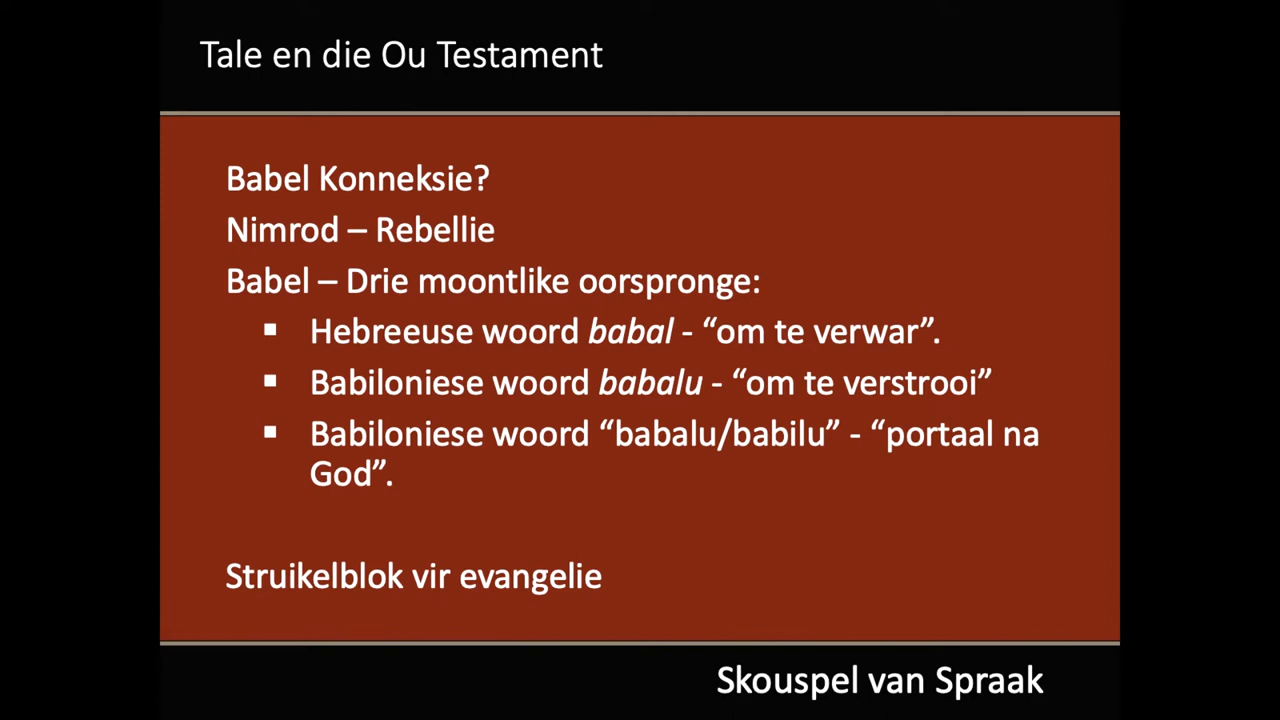 Tale en die Ou Testament
Babel Konneksie?
Nimrod – Rebellie
Babel – Drie moontlike oorspronge:
▪ Hebreeuse woord babal - “om te verwar”.
▪ Babiloniese woord babalu - “om te verstrooi”
▪ Babiloniese woord “babalu/babilu” - “portaal na
God”.
Struikelblok vir evangelie
Skouspel van Spraak